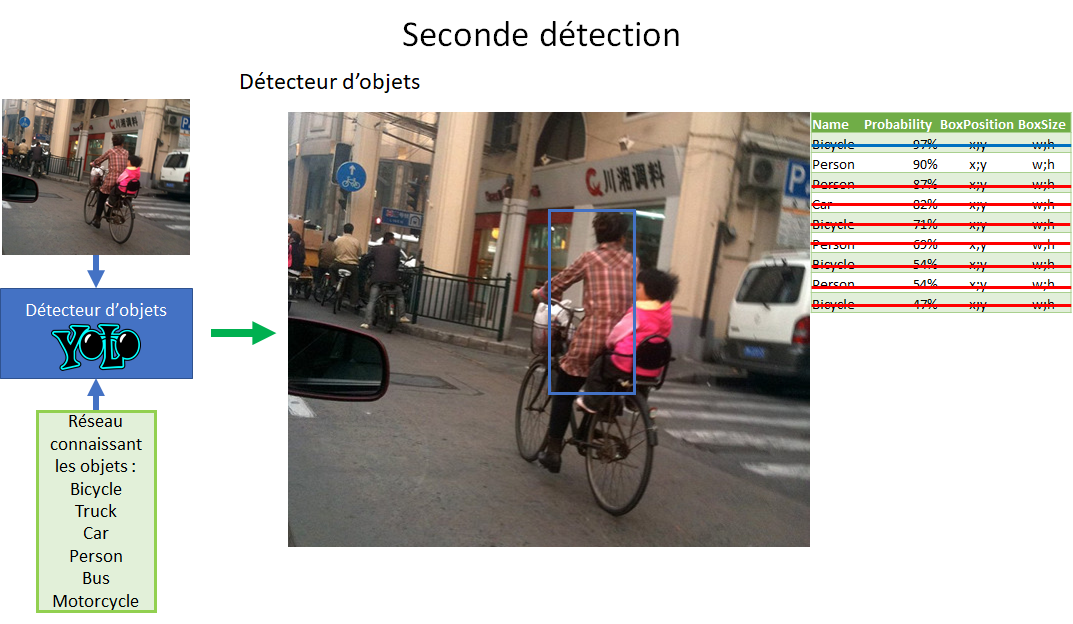 Seconde détection
Détecteur d’objets
Détecteur d’objets
YOLO
Réseau
connaissant
les objets :
Bicycle
Truck
Car
Person
Bus
Motorcycle
川湘调料
P
Name Probability BoxPosition BoxSize
Bicycle 97% x;y w;h
Person 90% x;y w;h
Person 87% x;y w;h
Car 82% x;y w;h
Bicycle 71% x;y w;h
Person 69% x;y w;h
Bicycle 54% x;y w;h
Person 54% x;y w;h
Bicycle 47% x;y w;h